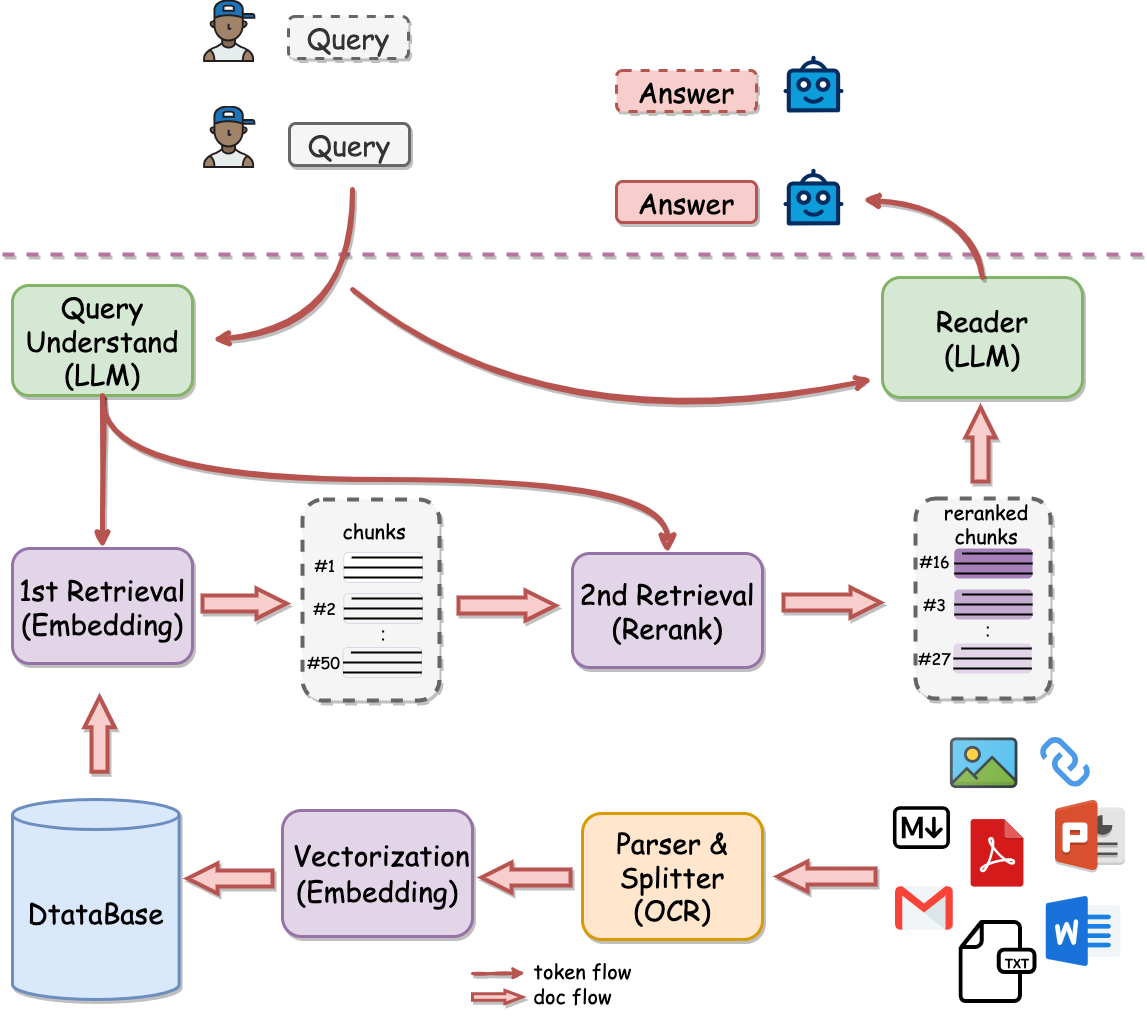 Query
Answer
Query
Answer
Query
Understand
(LLM)
Reader
(LLM)
1st Retrieval
(Embedding)
chunks
#1
#2
:
#50
2nd Retrieval
(Rerank)
reranked
chunks
#16
#3
:
#27
DtataBase
Vectorization
(Embedding)
Parser &
Splitter
(OCR)
M
P
W
TXT
token flow
doc flow